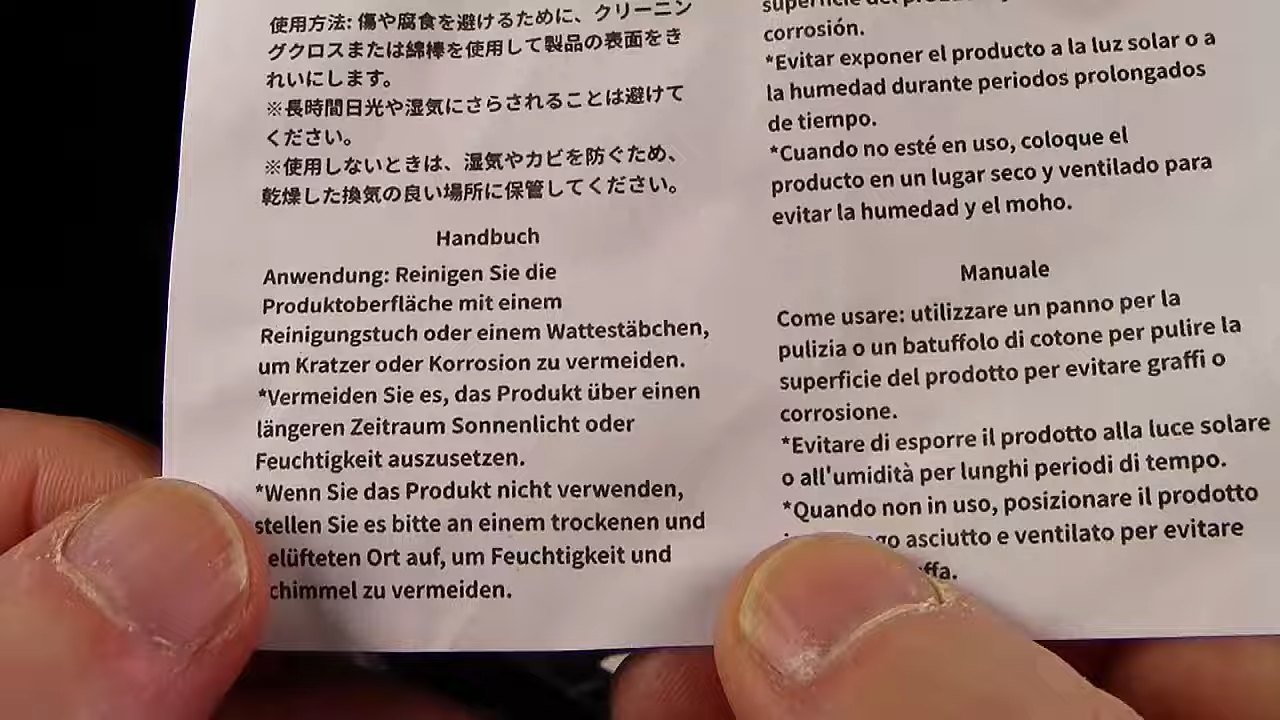 使用方法: 傷や腐食を避けるために、クリーニン
グクロスまたは綿棒を使用して製品の表面をき
れいにします。
※長時間日光や湿気にさらされることは避けて
ください。
※使用しないときは、湿気やカビを防ぐため、
乾燥した換気の良い場所に保管してください。
Handbuch
Anwendung: Reinigen Sie die
Produktoberfläche mit einem
Reinigungstuch oder einem Wattestäbchen,
um Kratzer oder Korrosion zu vermeiden.
*Vermeiden Sie es, das Produkt über einen
längeren Zeitraum Sonnenlicht oder
Feuchtigkeit auszusetzen.
*Wenn Sie das Produkt nicht verwenden,
stellen Sie es bitte an einem trockenen und
elüfteten Ort auf, um Feuchtigkeit und
chimmel zu vermeiden.
corrosión.
*Evitar exponer el producto a la luz solar o a
la humedad durante periodos prolongados
de tiempo.
*Cuando no esté en uso, coloque el
producto en un lugar seco y ventilado para
evitar la humedad y el moho.
Manuale
Come usare: utilizzare un panno per la
pulizia o un batuffolo di cotone per pulire la
superficie del prodotto per evitare graffi o
corrosione.
*Evitare di esporre il prodotto alla luce solare
o all'umidità per lunghi periodi di tempo.
*Quando non in uso, posizionare il prodotto
go asciutto e ventilato per evitare
ffa.